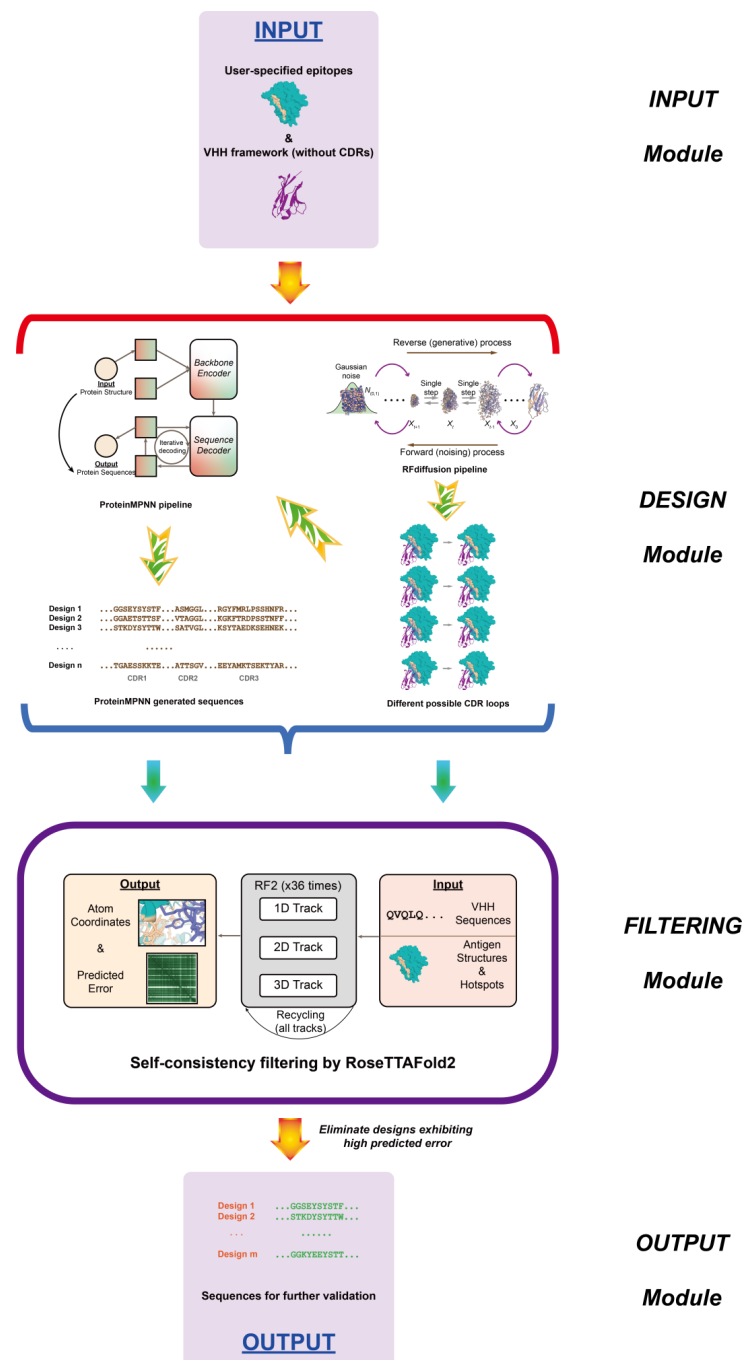 INPUT
User-specified epitopes
&
VHH framework (without CDRs)
INPUT
Module
Backbone
Encoder
Input
Protein Structure
Sequence
Decoder
Iterative
decoding
Output
Protein Sequences
ProteinMPNN pipeline
Reverse (generative) process
Gaussian
noise
N(0,1)
Single
step
Single
step
Xt
X0
Forward (noising) process
RFdiffusion pipeline
DESIGN
Module
Design 1 ...GGSEYSYSTF...ASMGGL...RGYFMRLPSSHNFR...
Design 2 ...GGAETSTTSF...VTAGGL...KGKFTRDPSSTNFF...
Design 3 ...STKDYSYTTW...SATVGL...KSYTAEDKSEHNEK...
.... ......
Design n ...TGAESSKKTE...ATTSGV...EEYAMKTSEKTYAR...
CDR1 CDR2 CDR3
ProteinMPNN generated sequences
Different possible CDR loops
Output
Atom
Coordinates
&
Predicted
Error
RF2 (x36 times)
1D Track
2D Track
3D Track
Recycling
(all tracks)
Input
QVQLQ...
VHH
Sequences
Antigen
Structures
&
Hotspots
Self-consistency filtering by RoseTTAFold2
FILTERING
Module
Eliminate designs exhibiting
high predicted error
Design 1 ...GGSEYSYSTF...
Design 2 ...STKDYSYTTW...
... ......
Design m ...GGKYEEYSTT...
Sequences for further validation
OUTPUT
OUTPUT
Module